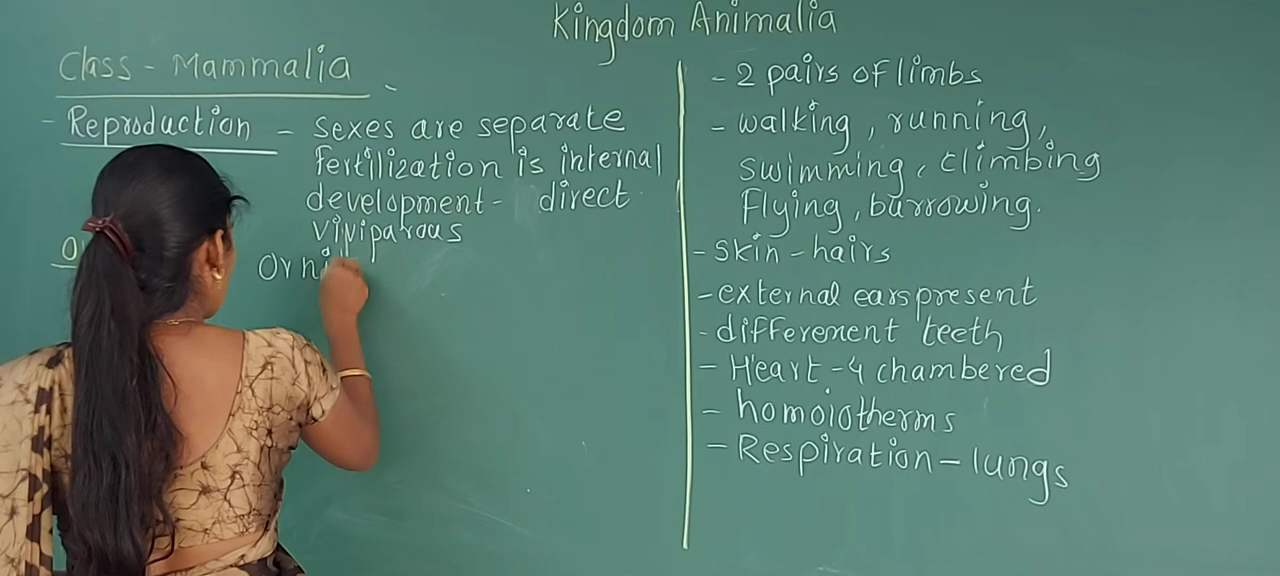 Kingdom Animalia
Class - Mammalia
- Reproduction - sexes are separate
fertilization is internal
development - direct
viviparous
- 2 pairs of limbs
- walking, running,
swimming, climbing
Flying, burrowing.
- skin - hairs
- external ears present
- differement teeth
- Heart - 4 chambered
- homoiotherms
- Respiration - lungs